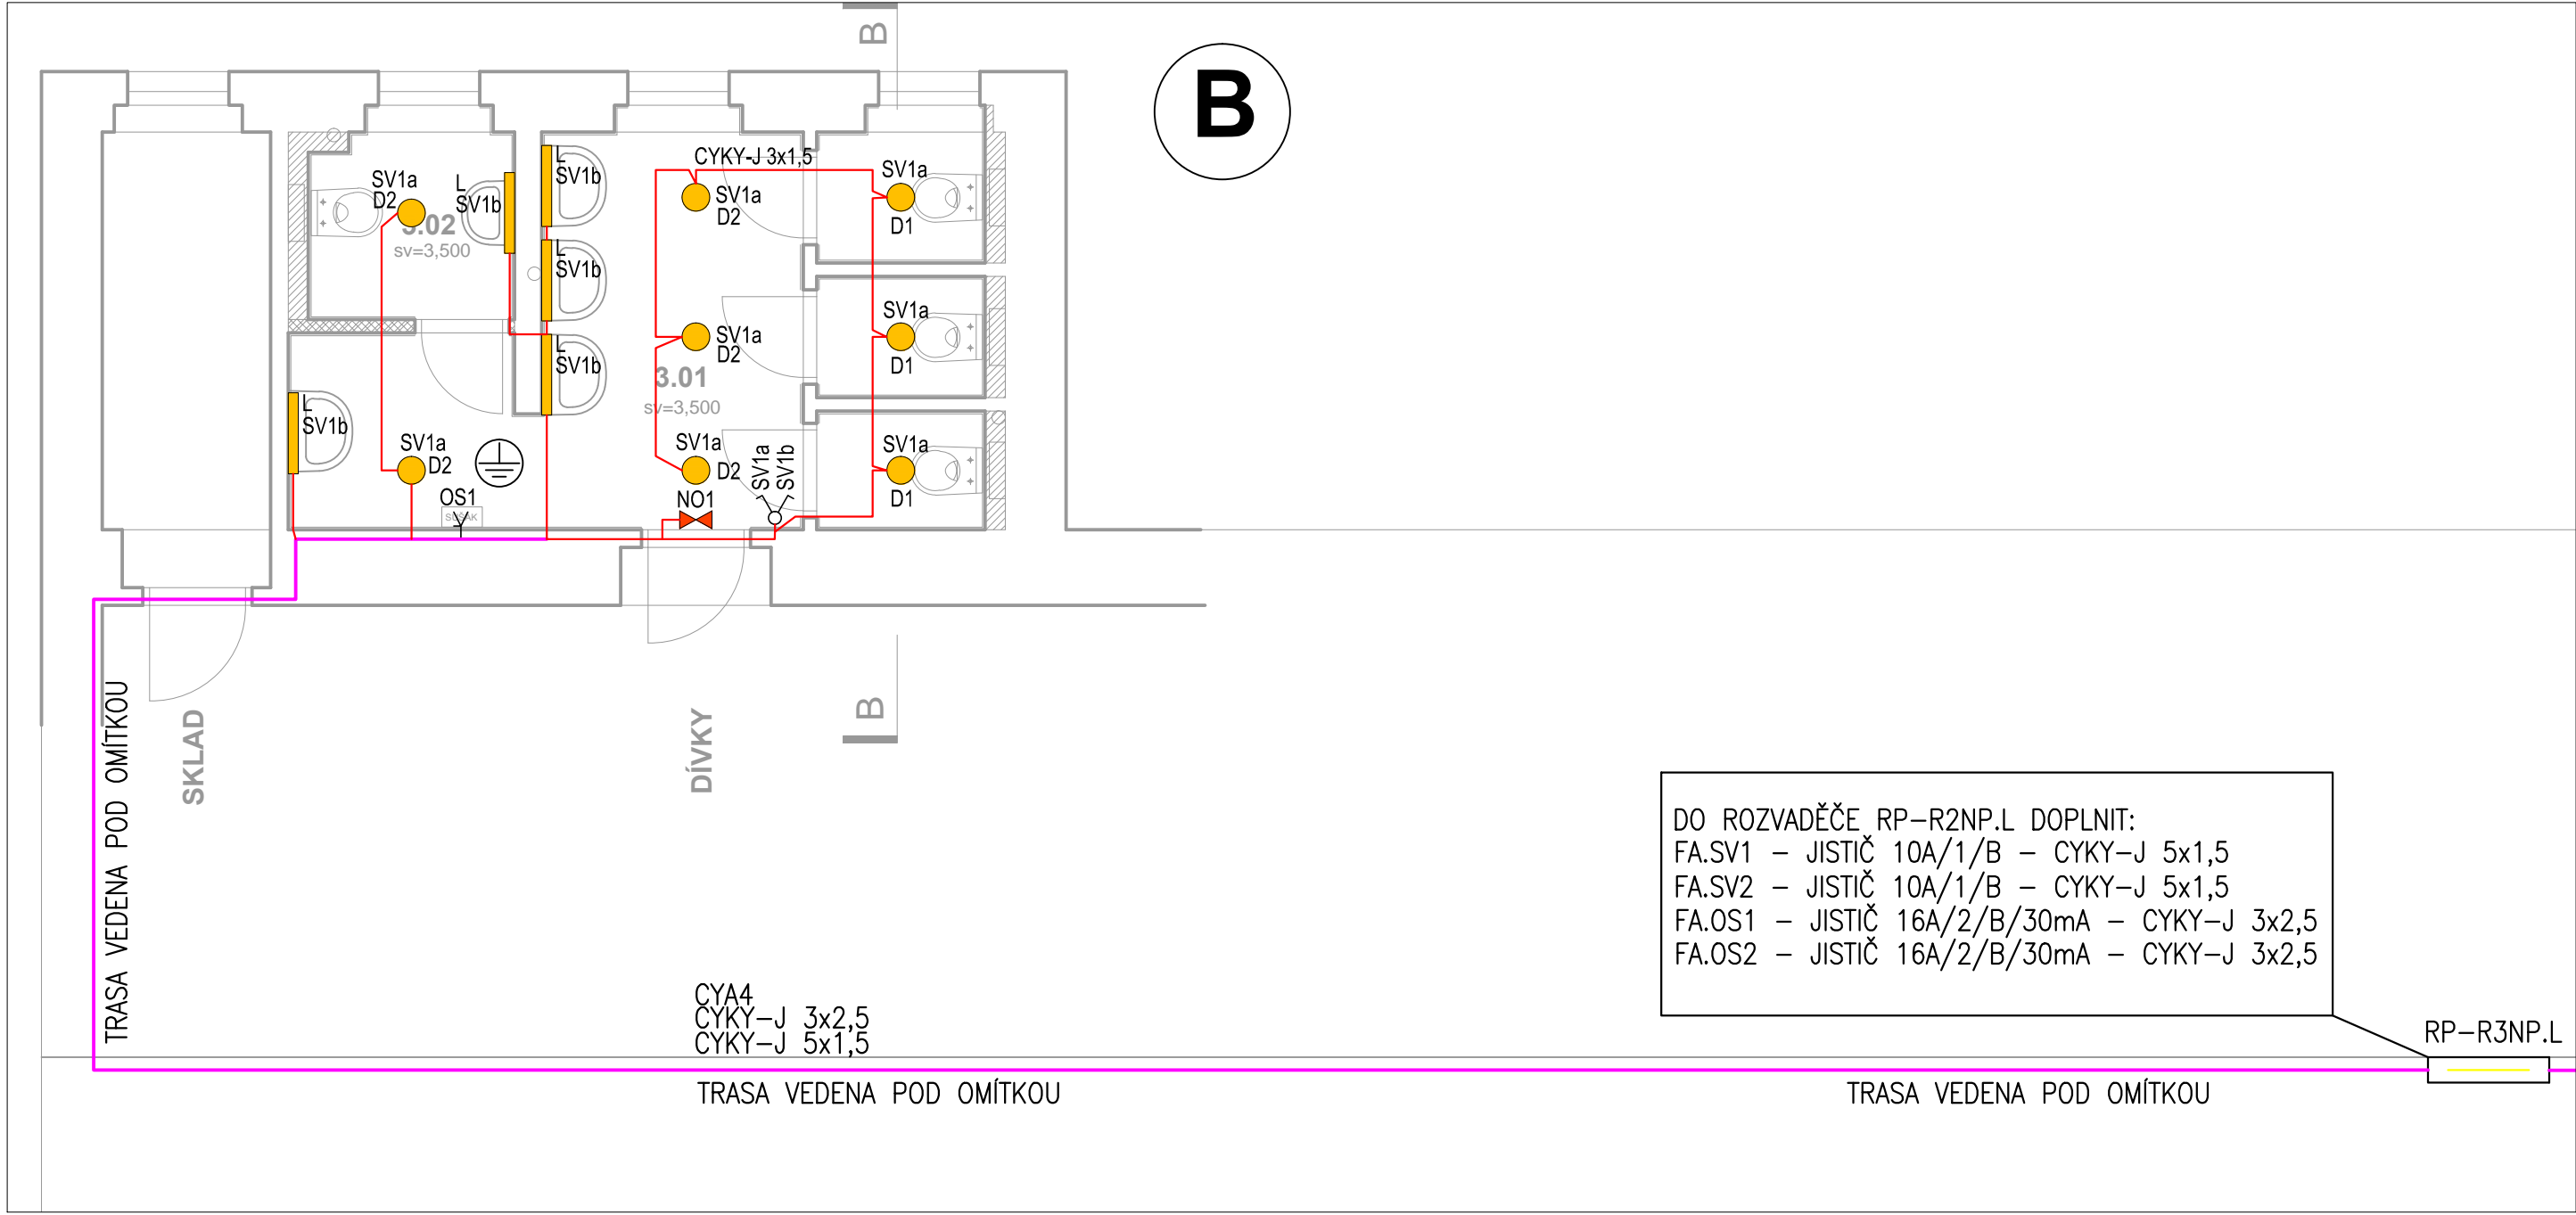 B
B
CYKY-J 3x1,5
L
SV1b
SV1a
D2
SV1a
D1
SV1a
D2
L
SV1b
3.02
sv=3,500
L
SV1b
SV1a
D2
SV1a
D1
L
SV1b
3.01
sv=3,500
L
SV1b
SV1a
D2
SV1a
D2
SV1a
SV1b
SV1a
D1
OS1
SUŠÁK
NO1
SKLAD
DÍVKY
B
TRASA VEDENA POD OMÍTKOU
DO ROZVADĚČE RP-R2NP.L DOPLNIT:
FA.SV1 - JISTIČ 10A/1/B - CYKY-J 5x1,5
FA.SV2 - JISTIČ 10A/1/B - CYKY-J 5x1,5
FA.OS1 - JISTIČ 16A/2/B/30mA - CYKY-J 3x2,5
FA.OS2 - JISTIČ 16A/2/B/30mA - CYKY-J 3x2,5
CYA4
CYKY-J 3x2,5
CYKY-J 5x1,5
RP-R3NP.L
TRASA VEDENA POD OMÍTKOU
TRASA VEDENA POD OMÍTKOU